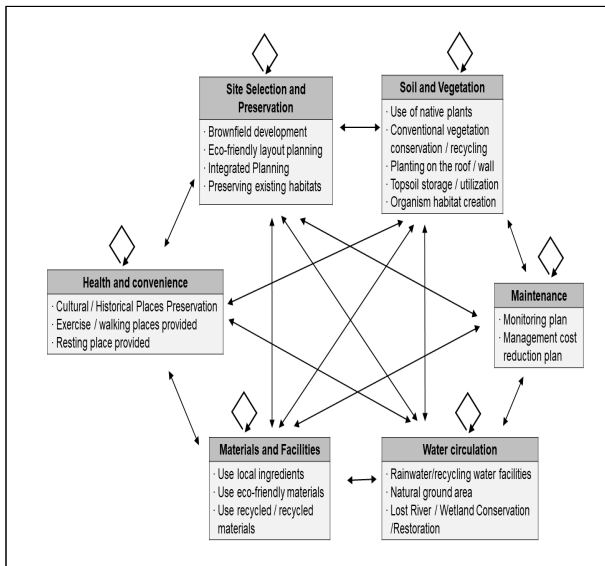 Site Selection and
Preservation
· Brownfield development
· Eco-friendly layout planning
· Integrated Planning
· Preserving existing habitats
Soil and Vegetation
· Use of native plants
· Conventional vegetation
conservation / recycling
· Planting on the roof / wall
· Topsoil storage / utilization
· Organism habitat creation
Health and convenience
· Cultural / Historical Places Preservation
· Exercise / walking places provided
· Resting place provided
Maintenance
· Monitoring plan
· Management cost
reduction plan
Materials and Facilities
· Use local ingredients
· Use eco-friendly materials
· Use recycled / recycled
materials
Water circulation
· Rainwater/recycling water facilities
· Natural ground area
· Lost River / Wetland Conservation
/Restoration